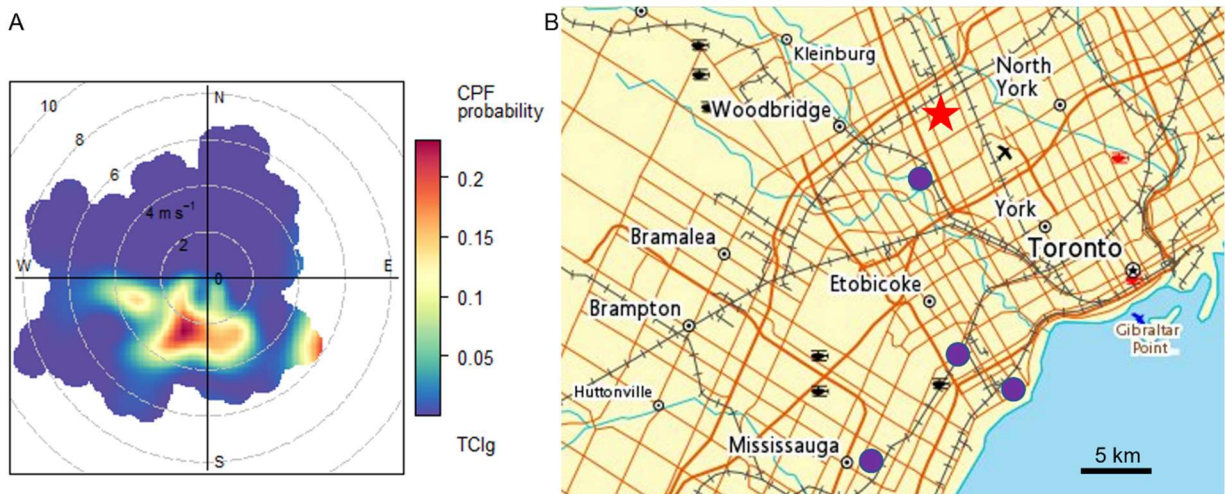 A
N
10
8
6
4 m s⁻¹
2
0
W
E
S
CPF
probability
0.2
0.15
0.1
0.05
TCIg
B
Kleinburg
North
York
Woodbridge
York
Bramalea
Toronto
Etobicoke
Brampton
Gibraltar
Point
Huttonville
Mississauga
5 km